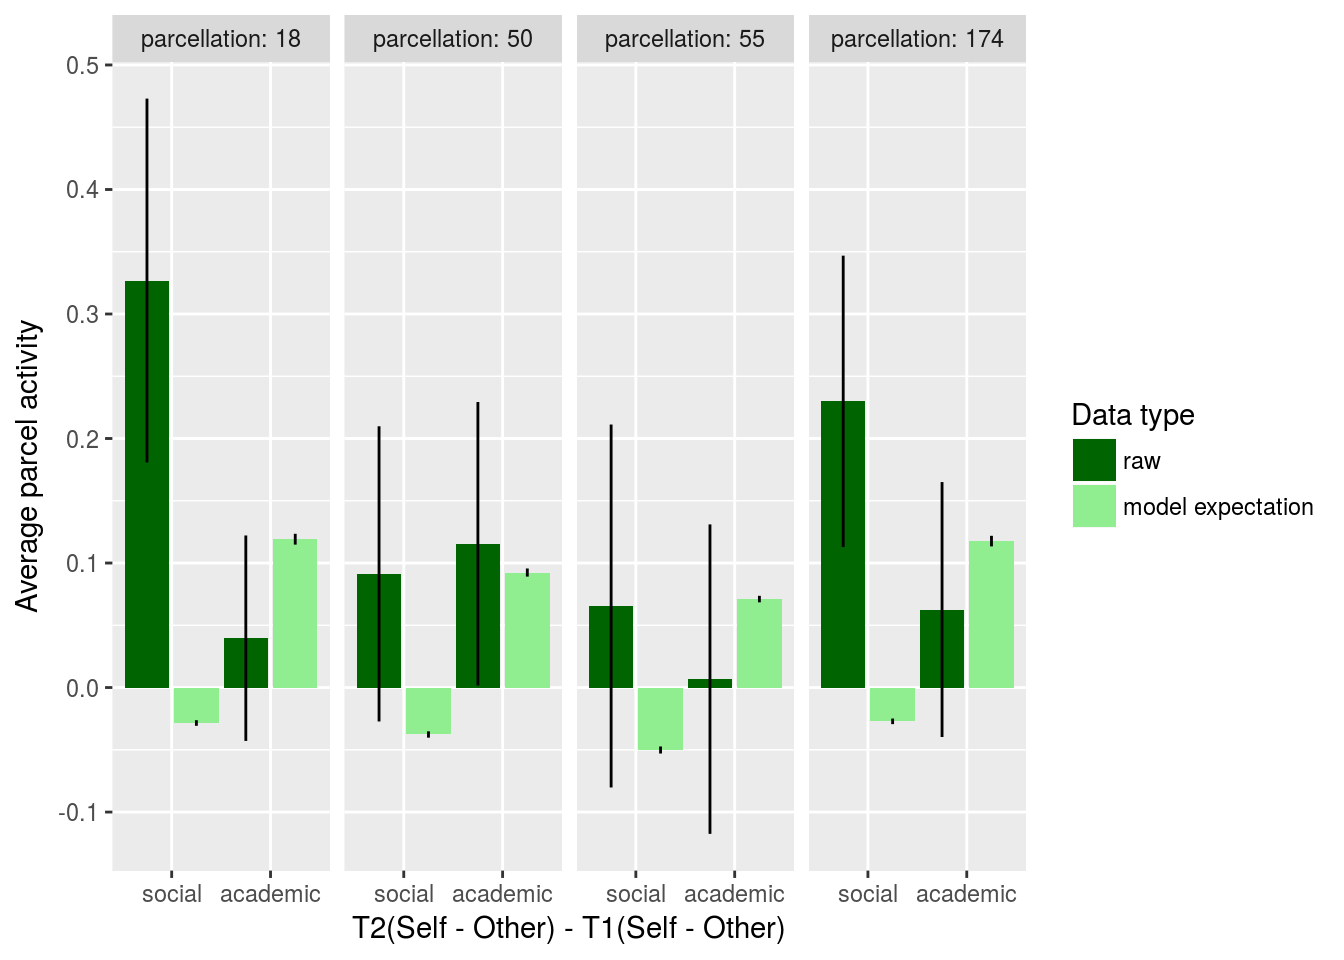 parcellation: 18
parcellation: 50
parcellation: 55
parcellation: 174
0.5
0.4
0.3
0.2
0.1
0.0
-0.1
Average parcel activity
social academic
social academic
social academic
social academic
T2(Self - Other) - T1(Self - Other)
Data type
raw
model expectation